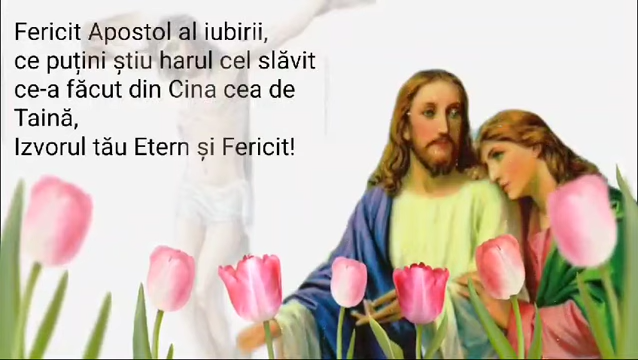 Fericit Apostol al iubirii,
ce puțini știu harul cel slăvit
ce-a făcut din Cina cea de
Taină,
Izvorul tău Etern și Fericit!